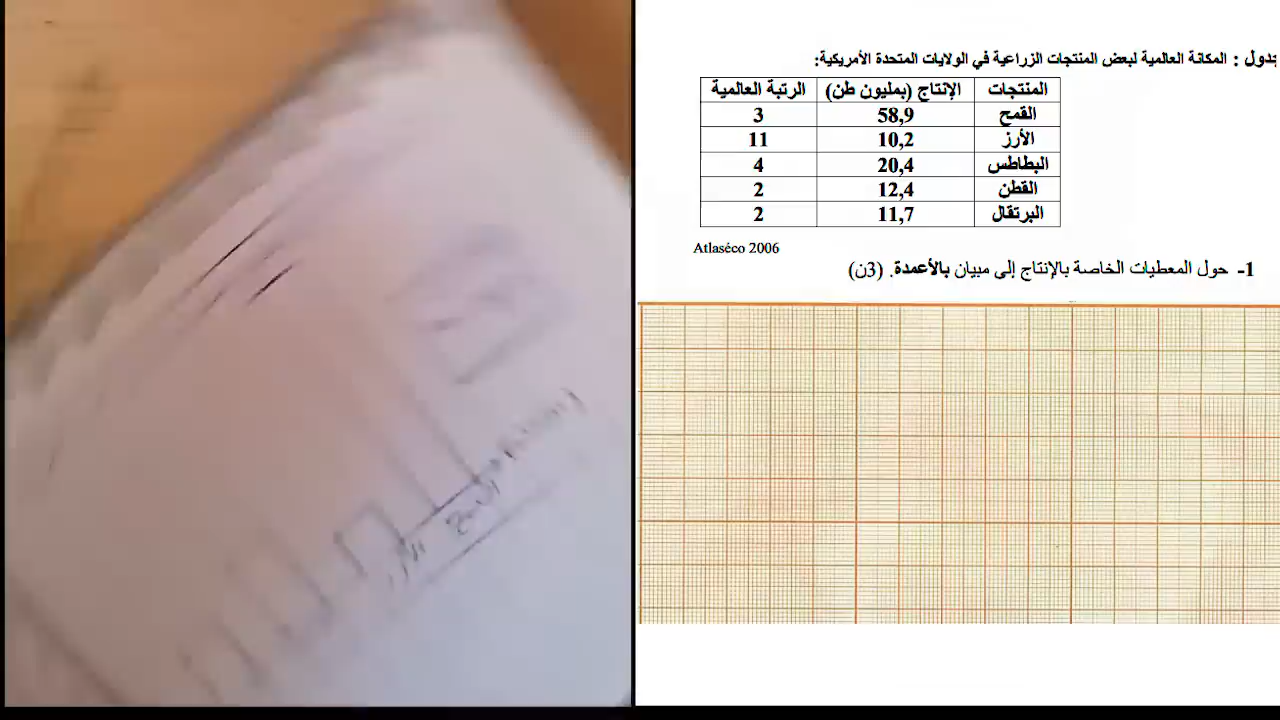 جدول : المكانة العالمية لبعض المنتجات الزراعية في الولايات المتحدة الأمريكية:
المنتجات الإنتاج (بمليون طن) الرتبة العالمية
القمح 58,9 3
الأرز 10,2 11
البطاطس 20,4 4
القطن 12,4 2
البرتقال 11,7 2
Atlaséco 2006
1- حول المعطيات الخاصة بالإنتاج إلى مبيان بالأعمدة. (3ن)